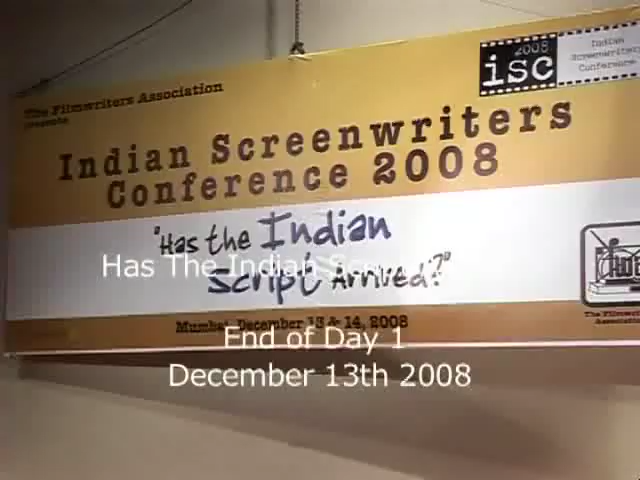 The Filmwriters Association
presents
2008
isc
Indian
Screenwriters
Conference
Indian Screenwriters
Conference 2008
"Has the Indian
Script Arrived?"
Has The Indian
Mumbai, December 13 & 14, 2008
End of Day 1
December 13th 2008
The Filmwriters
Association